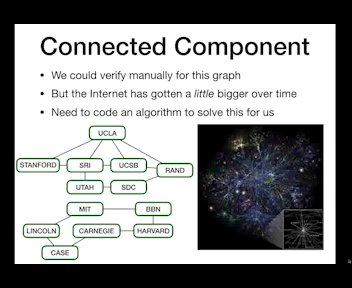 Connected Component
• We could verify manually for this graph
• But the Internet has gotten a little bigger over time
• Need to code an algorithm to solve this for us
UCLA
STANFORD SRI UCSB RAND
UTAH SDC
MIT BBN
LINCOLN CARNEGIE HARVARD
CASE